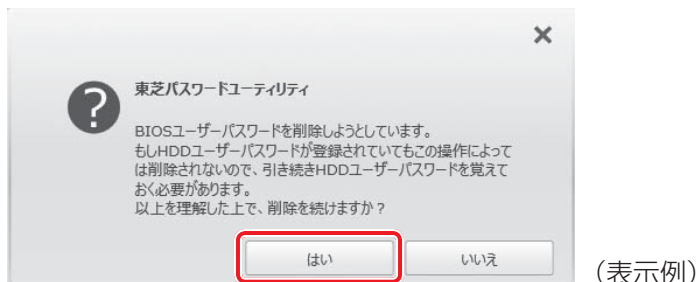 東芝パスワードユーティリティ
BIOSユーザーパスワードを削除しようとしています。
もしHDDユーザーパスワードが登録されていてもこの操作によって
は削除されないので、引き続きHDDユーザーパスワードを覚えて
おく必要があります。
以上を理解した上で、削除を続けますか？
はい
いいえ
（表示例）